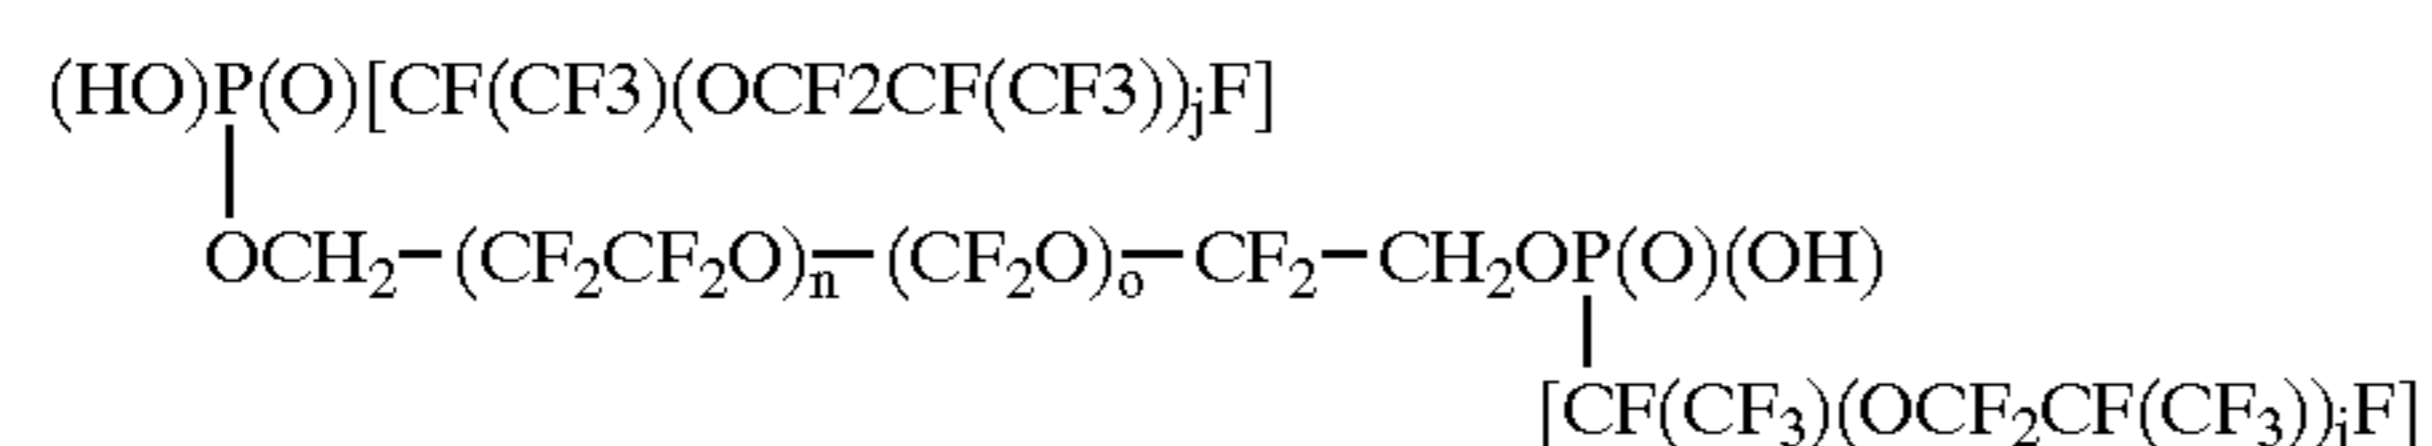 (HO)P(O)[CF(CF3)(OCF2CF(CF3))jF]
OCH₂–(CF₂CF₂O)ₙ–(CF₂O)ₒ–CF₂–CH₂OP(O)(OH)
[CF(CF₃)(OCF₂CF(CF₃))ⱼF]